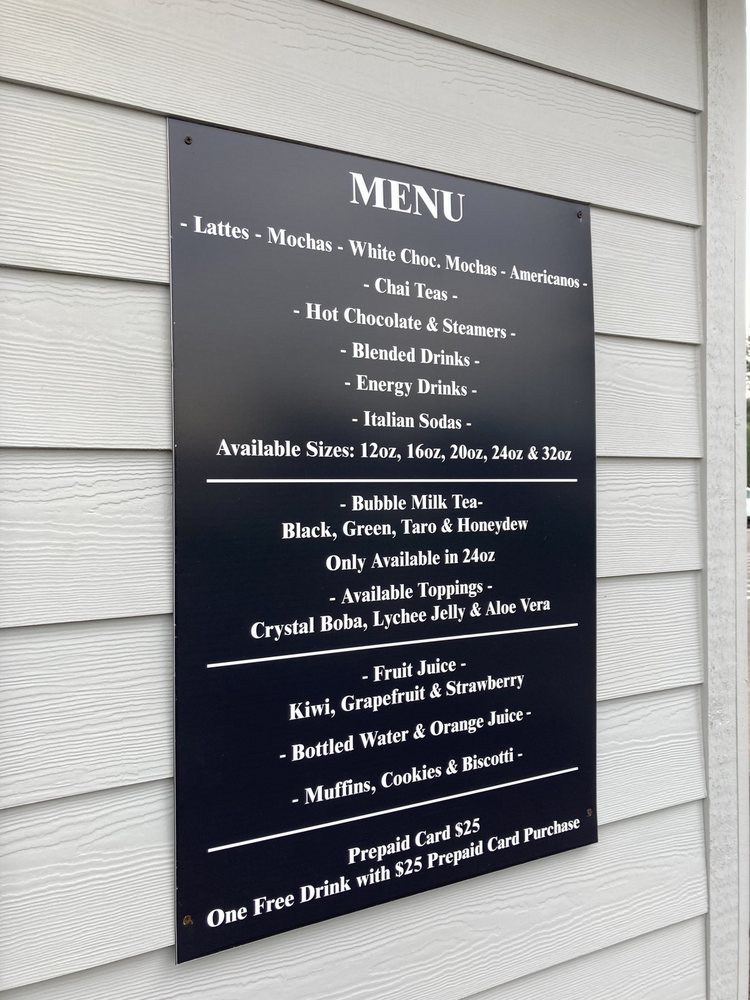 MENU
- Lattes - Mochas - White Choc. Mochas - Americanos -
- Chai Teas -
- Hot Chocolate & Steamers -
- Blended Drinks -
- Energy Drinks -
- Italian Sodas -
Available Sizes: 12oz, 16oz, 20oz, 24oz & 32oz
- Bubble Milk Tea-
Black, Green, Taro & Honeydew
Only Available in 24oz
- Available Toppings -
Crystal Boba, Lychee Jelly & Aloe Vera
- Fruit Juice -
Kiwi, Grapefruit & Strawberry
- Bottled Water & Orange Juice -
- Muffins, Cookies & Biscotti -
Prepaid Card $25
One Free Drink with $25 Prepaid Card Purchase